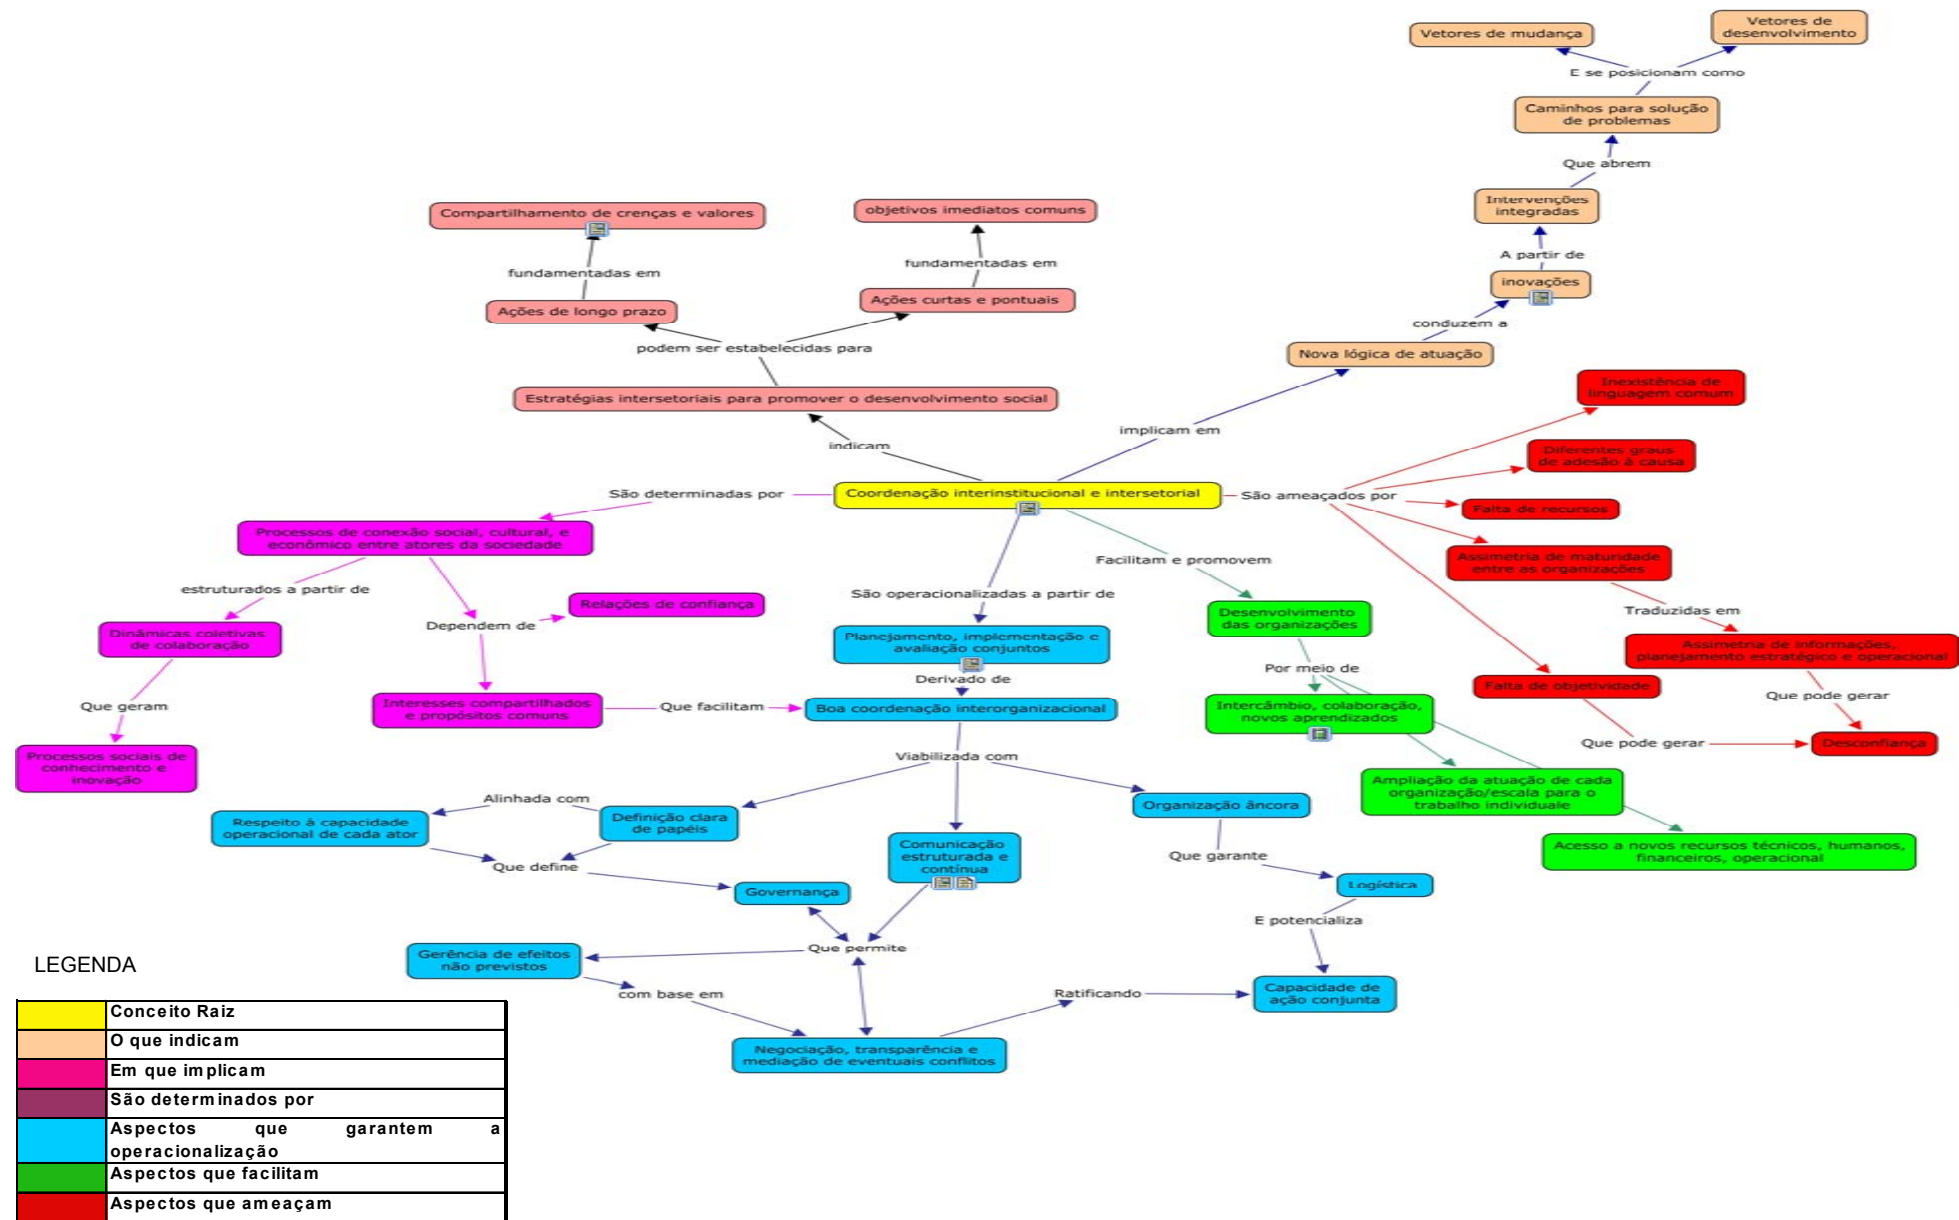 Vetores de mudança
Vetores de
desenvolvimento
E se posicionam como
Caminhos para solução
de problemas
Que abrem
Intervenções
integradas
A partir de
inovações
conduzem a
Nova lógica de atuação
implicam em
Compartilhamento de crenças e valores
fundamentadas em
Ações de longo prazo
objetivos imediatos comuns
fundamentadas em
Ações curtas e pontuais
podem ser estabelecidas para
Estratégias intersetoriais para promover o desenvolvimento social
indicam
Coordenação interinstitucional e intersetorial
São ameaçados por
Inexistência de
linguagem comum
Diferentes graus
de adesão à causa
Falta de recursos
Assimetria de maturidade
entre as organizações
Traduzidas em
Assimetria de informações,
planejamento estratégico e operacional
Que pode gerar
Falta de objetividade
Que pode gerar
Desconfiança
São determinadas por
Processos de conexão social, cultural, e
econômico entre atores da sociedade
estruturados a partir de
Dinâmicas coletivas
de colaboração
Que geram
Processos sociais de
conhecimento e
inovação
Dependem de
Relações de confiança
Interesses compartilhados
e propósitos comuns
Que facilitam
São operacionalizadas a partir de
Planejamento, implementação e
avaliação conjuntos
Derivado de
Boa coordenação interorganizacional
Facilitam e promovem
Desenvolvimento
das organizações
Por meio de
Intercâmbio, colaboração,
novos aprendizados
Ampliação da atuação de cada
organização/escala para o
trabalho individuale
Acesso a novos recursos técnicos, humanos,
financeiros, operacional
Viabilizada com
Alinhada com
Respeito à capacidade
operacional de cada ator
Definição clara
de papéis
Que define
Governança
Comunicação
estruturada e
contínua
Organização âncora
Que garante
Logística
E potencializa
Capacidade de
ação conjunta
Que permite
Gerência de efeitos
não previstos
com base em
Negociação, transparência e
mediação de eventuais conflitos
Ratificando
LEGENDA
Conceito Raiz
O que indicam
Em que implicam
São determinados por
Aspectos que garantem a
operacionalização
Aspectos que facilitam
Aspectos que ameaçam